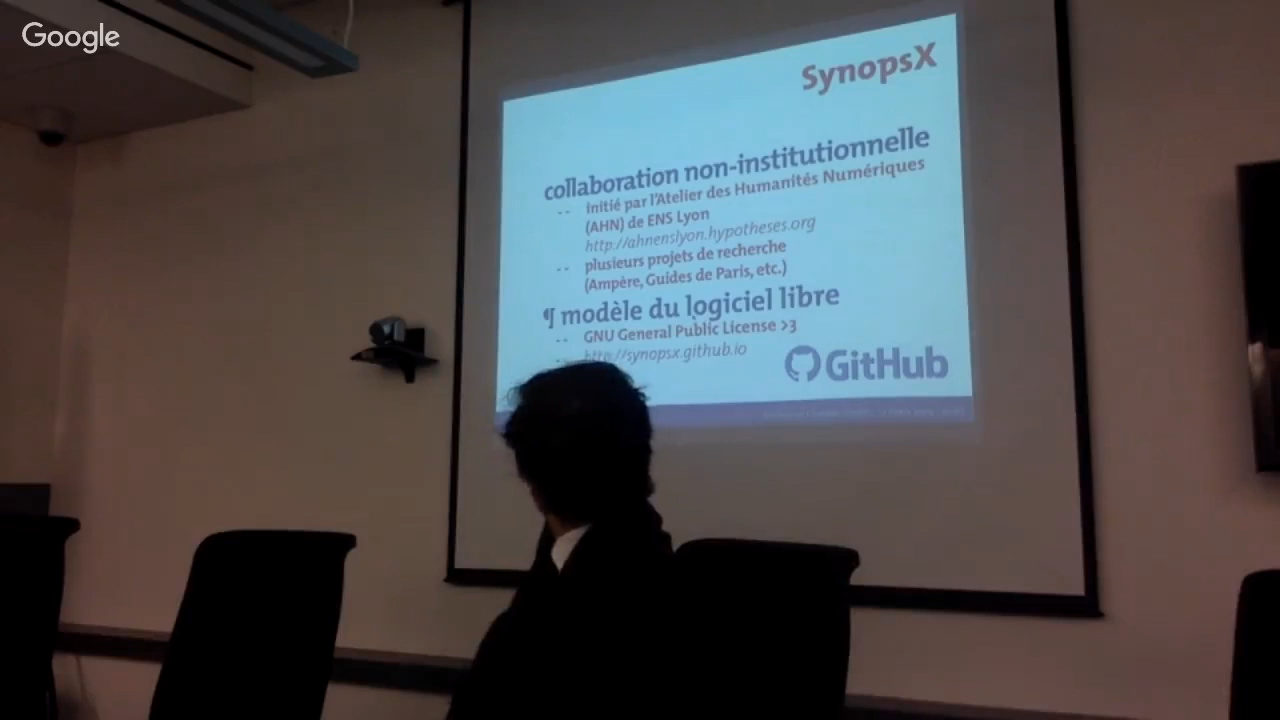 Google
SynopsX
collaboration non-institutionnelle
-- Initié par l'Atelier des Humanités Numériques
(AHN) de ENS Lyon
http://ahnenslyon.hypotheses.org
-- plusieurs projets de recherche
(Ampère, Guides de Paris, etc.)
¶ modèle du logiciel libre
-- GNU General Public License >3
-- http://synopsx.github.io
GitHub